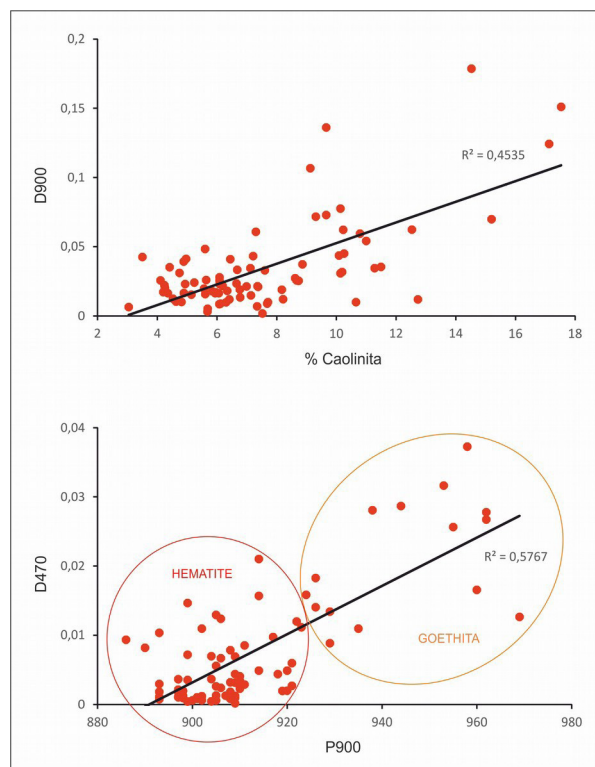 0,2
0,15
0,1
0,05
0
D900
R² = 0,4535
2 4 6 8 10 12 14 16 18
% Caolinita
0,04
0,03
0,02
0,01
0
D470
HEMATITE
R² = 0,5767
GOETHITA
880 900 920 940 960 980
P900